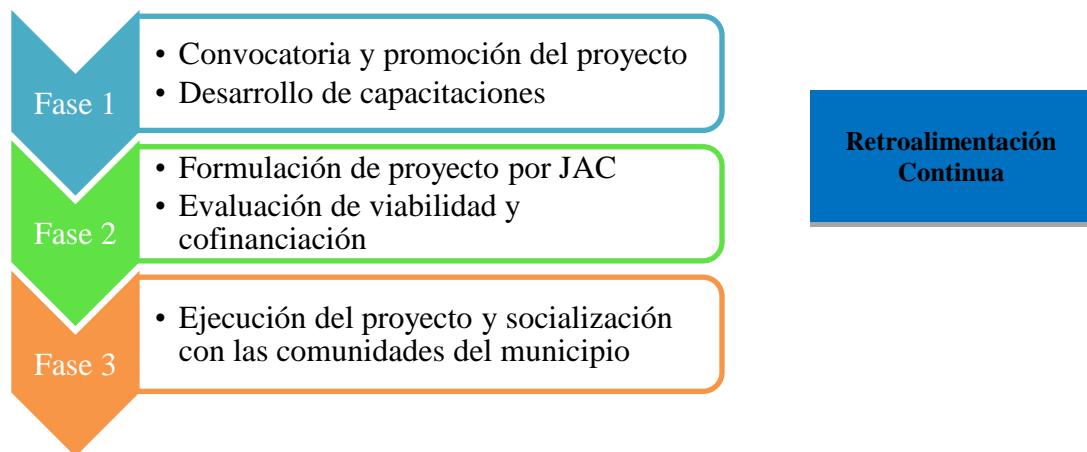 Fase 1
• Convocatoria y promoción del proyecto
• Desarrollo de capacitaciones
Fase 2
• Formulación de proyecto por JAC
• Evaluación de viabilidad y
cofinanciación
Fase 3
• Ejecución del proyecto y socialización
con las comunidades del municipio
Retroalimentación
Continua